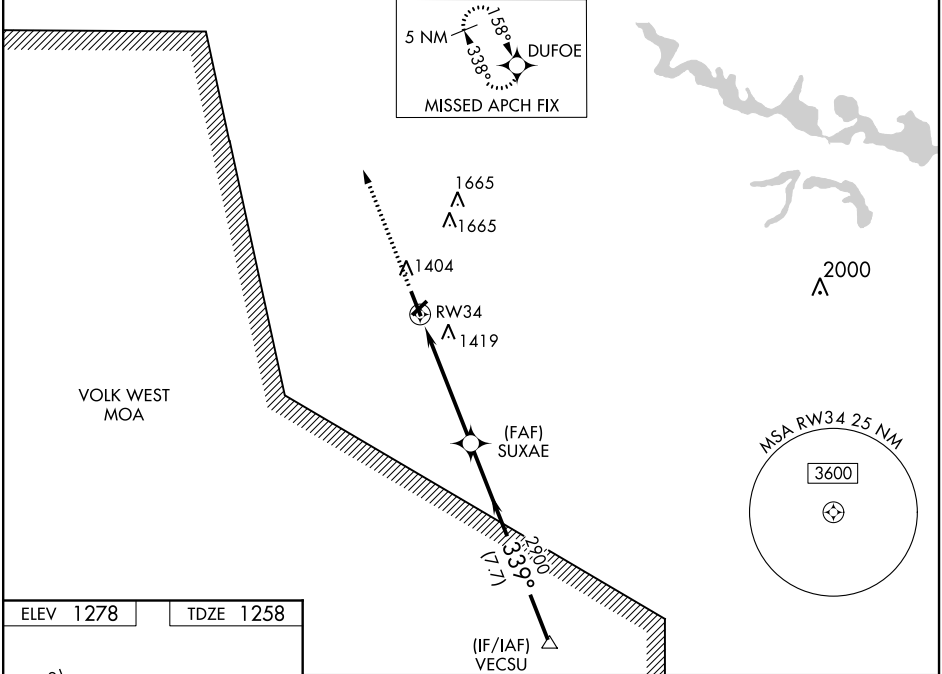 158°
5 NM
DUFOE
338°
MISSED APCH FIX
1665
1665
1404
2000
RW34
1419
VOLK WEST
MOA
(FAF)
SUXAE
MSA RW34 25 NM
3600
2900
339°
(7.7)
ELEV 1278
TDZE 1258
(IF/IAF)
VECSU